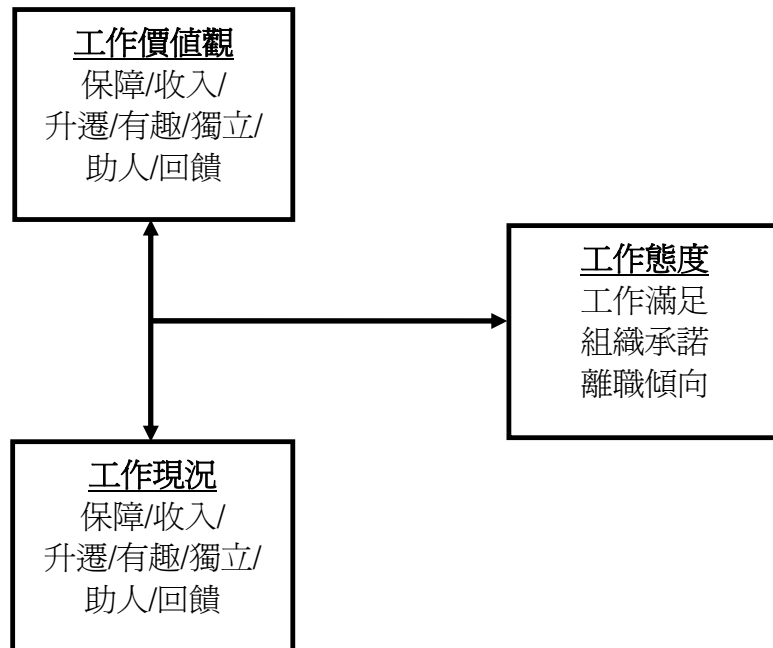 工作價值觀
保障/收入/
升遷/有趣/獨立/
助人/回饋
工作態度
工作滿足
組織承諾
離職傾向
工作現況
保障/收入/
升遷/有趣/獨立/
助人/回饋